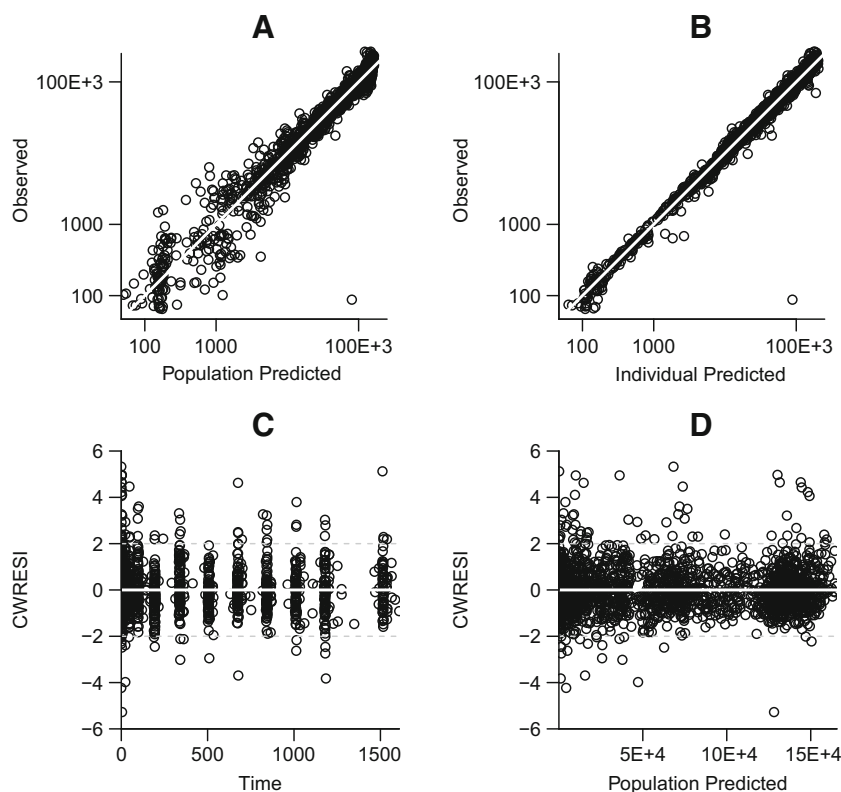 A
Observed
100E+3
1000
100
100
1000
100E+3
Population Predicted
B
Observed
100E+3
1000
100
100
1000
100E+3
Individual Predicted
C
CWRESI
6
4
2
0
−2
−4
−6
0
500
1000
1500
Time
D
CWRESI
6
4
2
0
−2
−4
−6
5E+4
10E+4
15E+4
Population Predicted